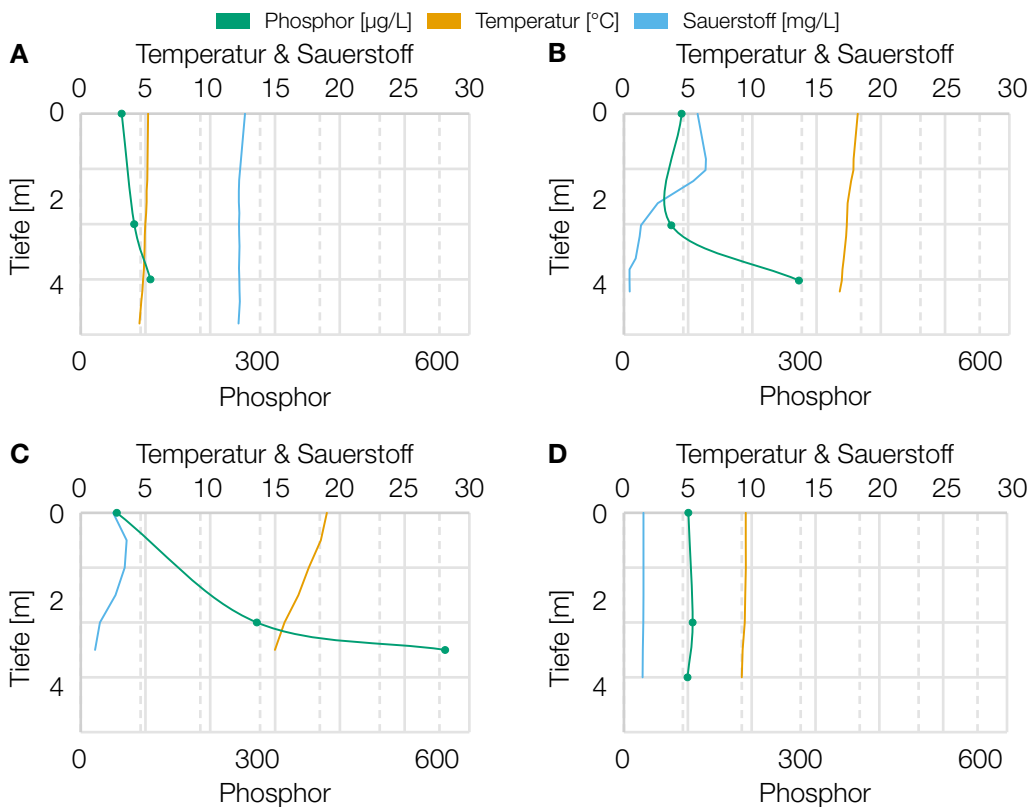 Phosphor [µg/L] Temperatur [°C] Sauerstoff [mg/L]
A Temperatur & Sauerstoff
0 5 10 15 20 25 30
0
2
4
Tiefe [m]
0 300 600
Phosphor
B Temperatur & Sauerstoff
0 5 10 15 20 25 30
0
2
4
Tiefe [m]
0 300 600
Phosphor
C Temperatur & Sauerstoff
0 5 10 15 20 25 30
0
2
4
Tiefe [m]
0 300 600
Phosphor
D Temperatur & Sauerstoff
0 5 10 15 20 25 30
0
2
4
Tiefe [m]
0 300 600
Phosphor